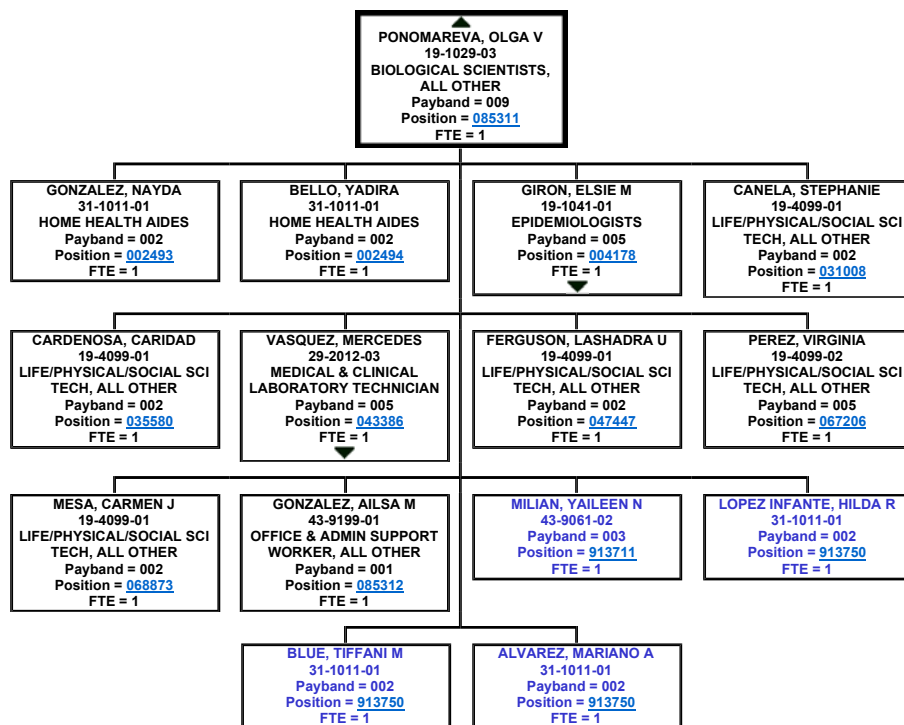 PONOMAREVA, OLGA V
19-1029-03
BIOLOGICAL SCIENTISTS,
ALL OTHER
Payband = 009
Position = 085311
FTE = 1
GONZALEZ, NAYDA
31-1011-01
HOME HEALTH AIDES
Payband = 002
Position = 002493
FTE = 1
BELLO, YADIRA
31-1011-01
HOME HEALTH AIDES
Payband = 002
Position = 002494
FTE = 1
GIRON, ELSIE M
19-1041-01
EPIDEMIOLOGISTS
Payband = 005
Position = 004178
FTE = 1
CANELA, STEPHANIE
19-4099-01
LIFE/PHYSICAL/SOCIAL SCI
TECH, ALL OTHER
Payband = 002
Position = 031008
FTE = 1
CARDENOSA, CARIDAD
19-4099-01
LIFE/PHYSICAL/SOCIAL SCI
TECH, ALL OTHER
Payband = 002
Position = 035580
FTE = 1
VASQUEZ, MERCEDES
29-2012-03
MEDICAL & CLINICAL
LABORATORY TECHNICIAN
Payband = 005
Position = 043386
FTE = 1
FERGUSON, LASHADRA U
19-4099-01
LIFE/PHYSICAL/SOCIAL SCI
TECH, ALL OTHER
Payband = 002
Position = 047447
FTE = 1
PEREZ, VIRGINIA
19-4099-02
LIFE/PHYSICAL/SOCIAL SCI
TECH, ALL OTHER
Payband = 005
Position = 067206
FTE = 1
MESA, CARMEN J
19-4099-01
LIFE/PHYSICAL/SOCIAL SCI
TECH, ALL OTHER
Payband = 002
Position = 068873
FTE = 1
GONZALEZ, AILSA M
43-9199-01
OFFICE & ADMIN SUPPORT
WORKER, ALL OTHER
Payband = 001
Position = 085312
FTE = 1
MILIAN, YAILEEN N
43-9061-02
Payband = 003
Position = 913711
FTE = 1
LOPEZ INFANTE, HILDA R
31-1011-01
Payband = 002
Position = 913750
FTE = 1
BLUE, TIFFANI M
31-1011-01
Payband = 002
Position = 913750
FTE = 1
ALVAREZ, MARIANO A
31-1011-01
Payband = 002
Position = 913750
FTE = 1